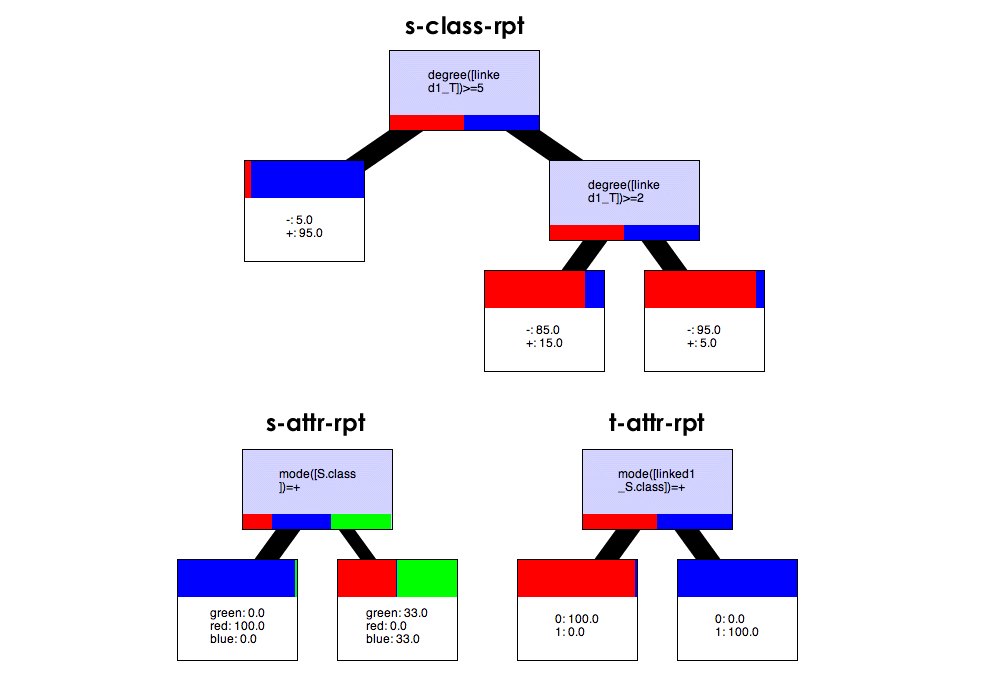 s-class-rpt
degree([linke
d1_T])>=5
degree([linke
d1_T])>=2
-: 5.0
+: 95.0
-: 85.0
+: 15.0
-: 95.0
+: 5.0
s-attr-rpt
t-attr-rpt
mode([S.class
])=+
mode([linked1
_S.class])=+
green: 0.0
red: 100.0
blue: 0.0
green: 33.0
red: 0.0
blue: 33.0
0: 100.0
1: 0.0
0: 0.0
1: 100.0